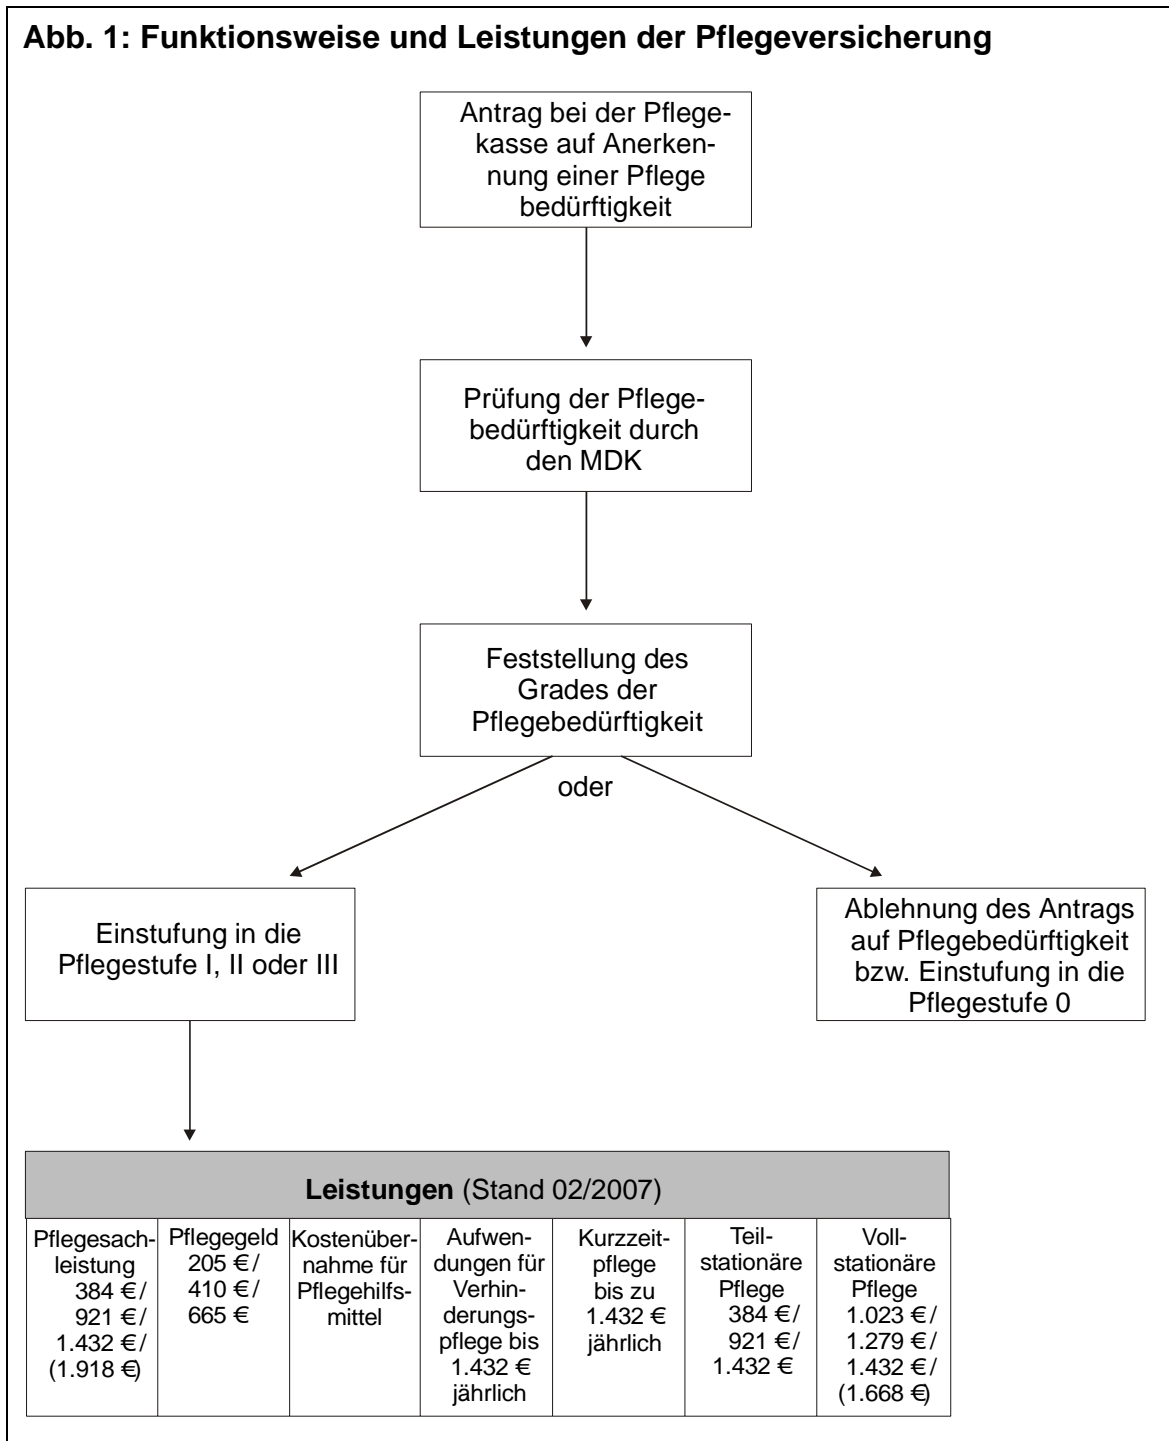 Abb. 1: Funktionsweise und Leistungen der Pflegeversicherung
Antrag bei der Pflege-
kasse auf Anerken-
nung einer Pflege
bedürftigkeit
Prüfung der Pflege-
bedürftigkeit durch
den MDK
Feststellung des
Grades der
Pflegebedürftigkeit
oder
Einstufung in die
Pflegestufe I, II oder III
Ablehnung des Antrags
auf Pflegebedürftigkeit
bzw. Einstufung in die
Pflegestufe 0
Leistungen (Stand 02/2007)
Pflegesach-
leistung
384 €/
921 €/
1.432 €/
(1.918 €)
Pflegegeld
205 €/
410 €/
665 €
Kostenüber-
nahme für
Pflegehilfs-
mittel
Aufwen-
dungen für
Verhin-
derungs-
pflege bis
1.432 €
jährlich
Kurzzeit-
pflege
bis zu
1.432 €
jährlich
Teil-
stationäre
Pflege
384 €/
921 €/
1.432 €
Voll-
stationäre
Pflege
1.023 €/
1.279 €/
1.432 €/
(1.668 €)